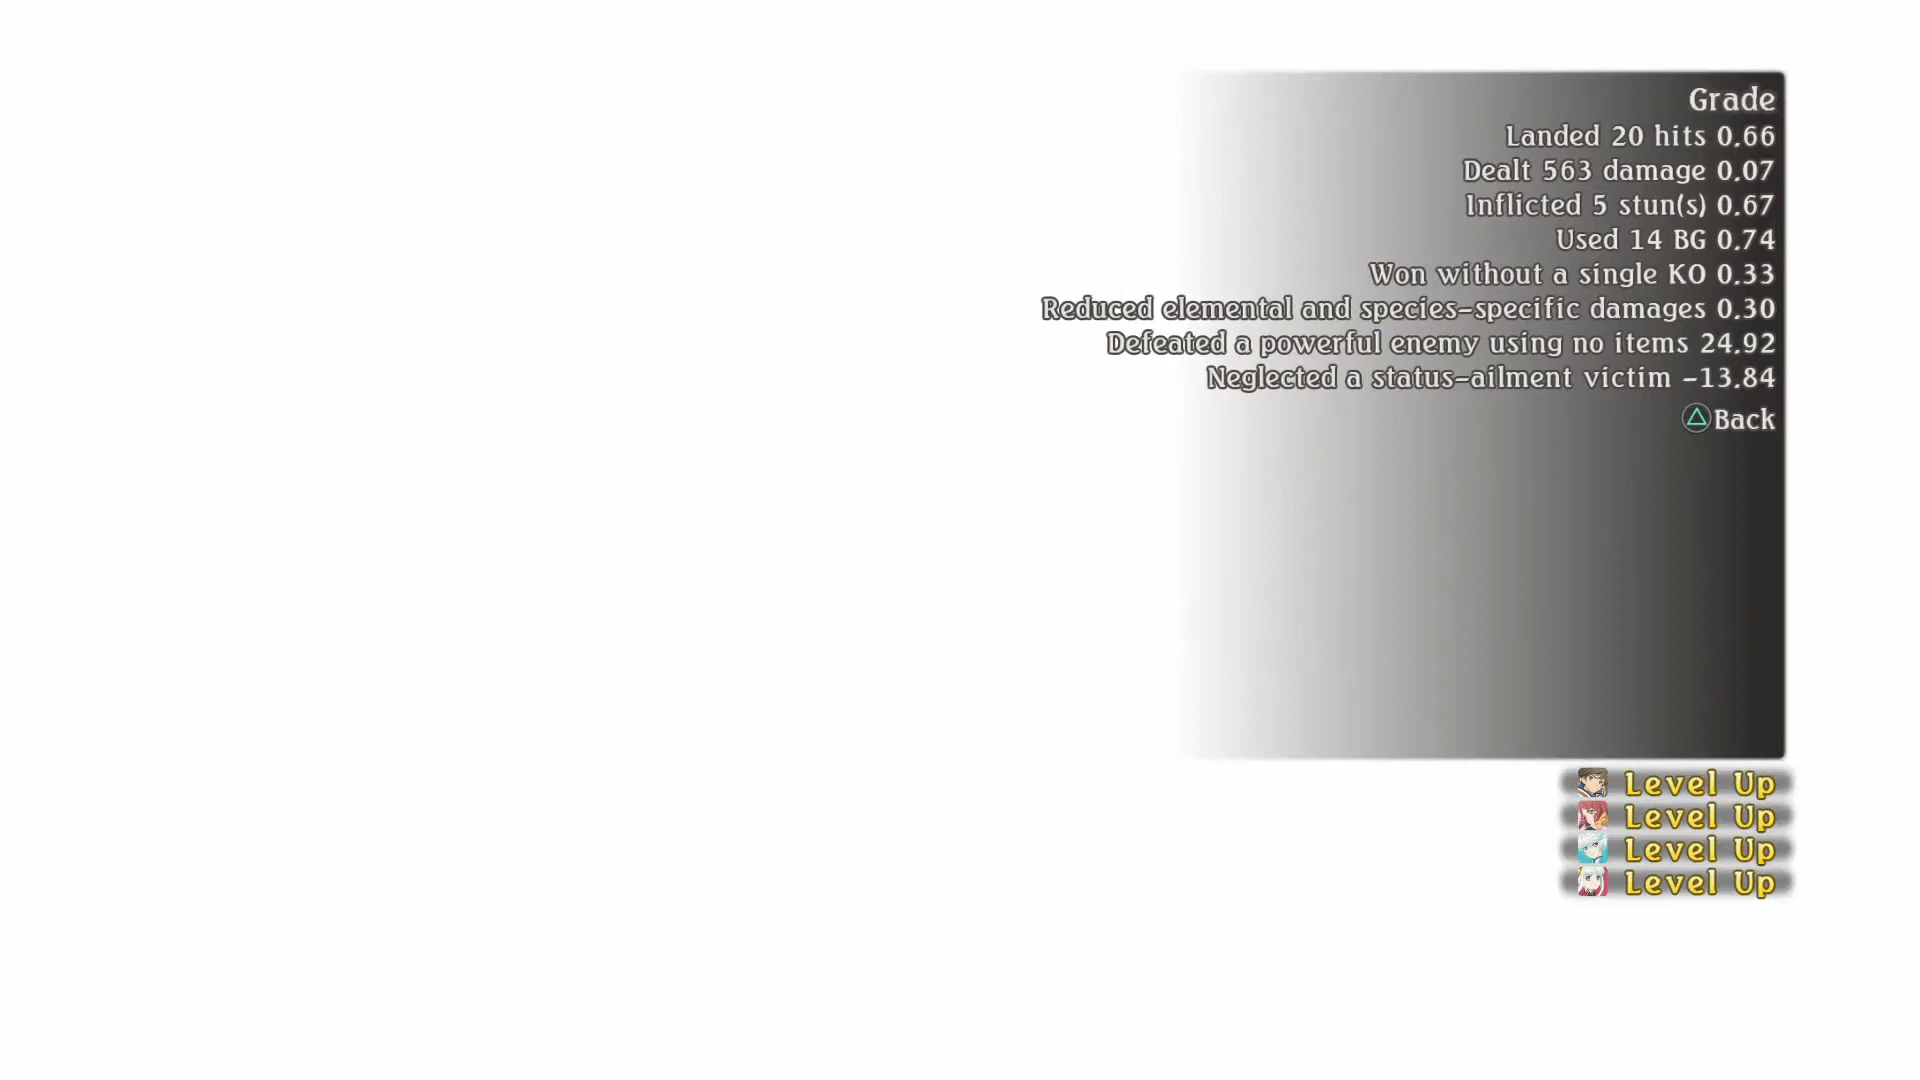 Grade
Landed 20 hits 0.66
Dealt 563 damage 0.07
Inflicted 5 stun(s) 0.67
Used 14 BG 0.74
Won without a single KO 0.33
Reduced elemental and species-specific damages 0.30
Defeated a powerful enemy using no items 24.92
Neglected a status-ailment victim -13.84
Back
Level Up
Level Up
Level Up
Level Up